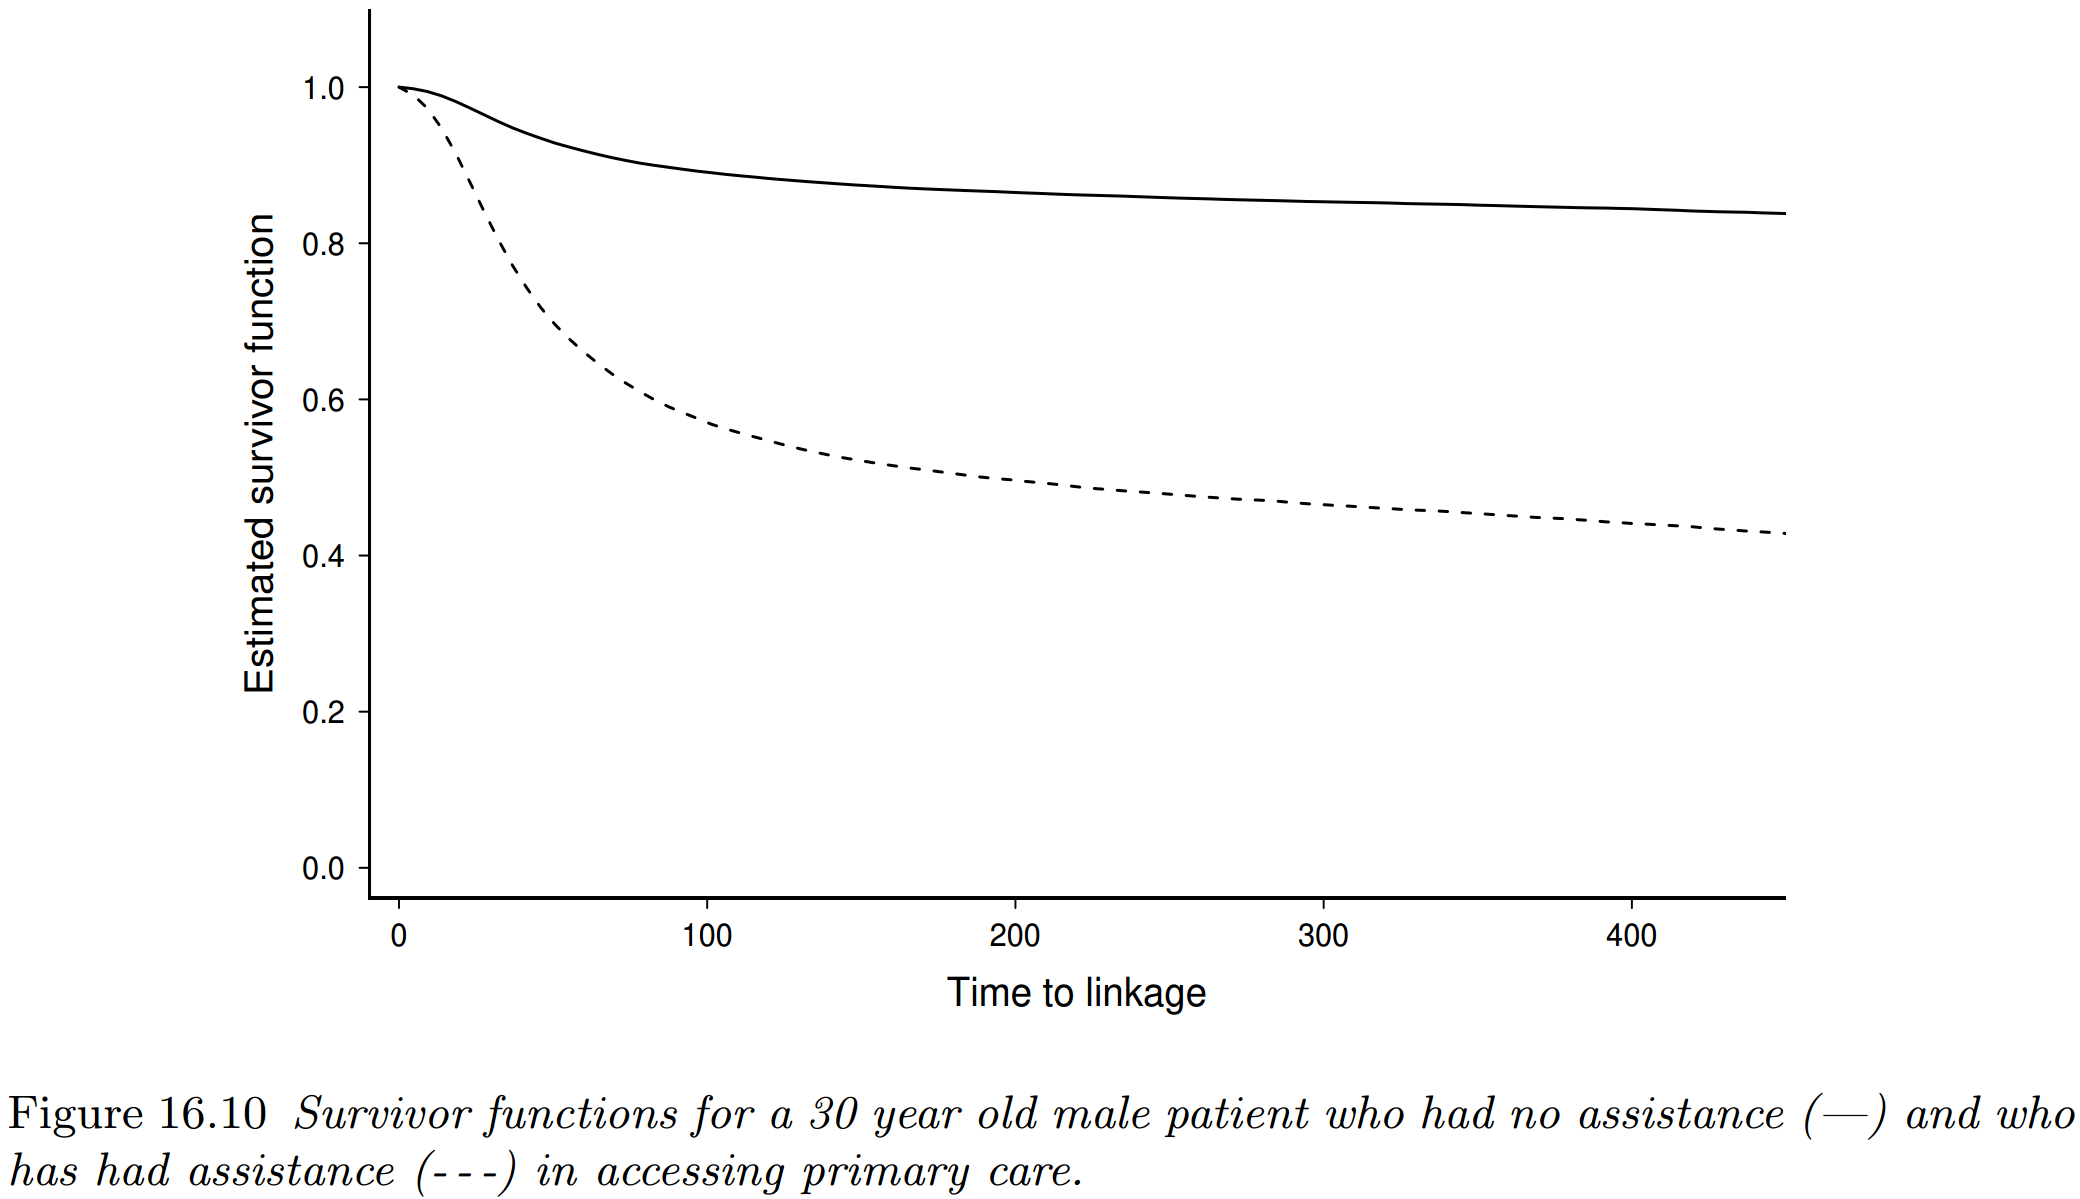 1.0
0.8
0.6
0.4
0.2
0.0
Estimated survivor function
0 100 200 300 400
Time to linkage
Figure 16.10 Survivor functions for a 30 year old male patient who had no assistance (—) and who
has had assistance (- - -) in accessing primary care.